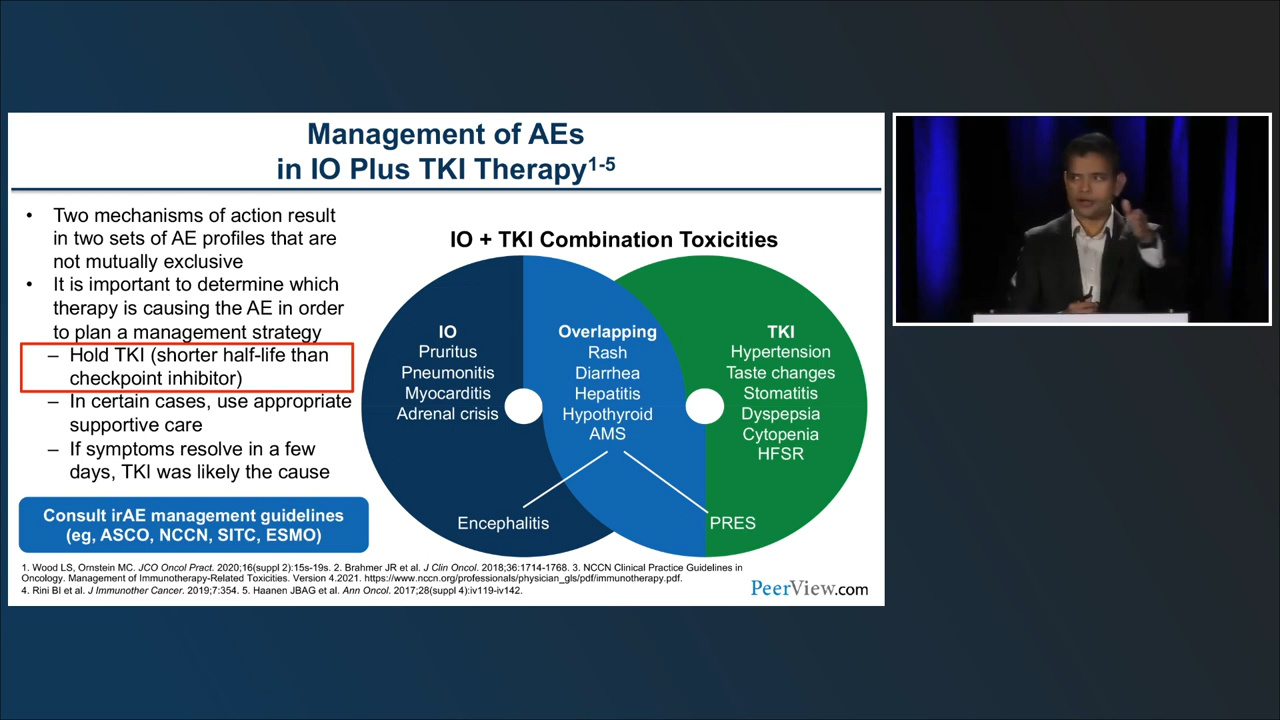 Management of AEs
in IO Plus TKI Therapy1-5
• Two mechanisms of action result
in two sets of AE profiles that are
not mutually exclusive
• It is important to determine which
therapy is causing the AE in order
to plan a management strategy
– Hold TKI (shorter half-life than
checkpoint inhibitor)
– In certain cases, use appropriate
supportive care
– If symptoms resolve in a few
days, TKI was likely the cause
Consult irAE management guidelines
(eg, ASCO, NCCN, SITC, ESMO)
IO + TKI Combination Toxicities
IO
Pruritus
Pneumonitis
Myocarditis
Adrenal crisis
Overlapping
Rash
Diarrhea
Hepatitis
Hypothyroid
AMS
TKI
Hypertension
Taste changes
Stomatitis
Dyspepsia
Cytopenia
HFSR
Encephalitis
PRES
1. Wood LS, Ornstein MC. JCO Oncol Pract. 2020;16(suppl 2):15s-19s. 2. Brahmer JR et al. J Clin Oncol. 2018;36:1714-1768. 3. NCCN Clinical Practice Guidelines in
Oncology. Management of Immunotherapy-Related Toxicities. Version 4.2021. https://www.nccn.org/professionals/physician_gls/pdf/immunotherapy.pdf.
4. Rini BI et al. J Immunother Cancer. 2019;7:354. 5. Haanen JBAG et al. Ann Oncol. 2017;28(suppl 4):iv119-iv142.
PeerView.com